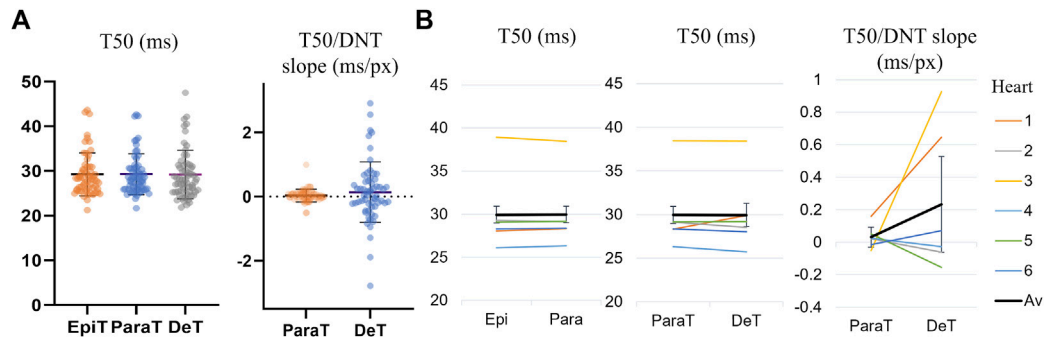 A
T50 (ms)
50
40
30
20
10
0
EpiT ParaT DeT
T50/DNT
slope (ms/px)
2
0
-2
ParaT DeT
B
T50 (ms)
45
40
35
30
25
20
Epi Para
T50 (ms)
45
40
35
30
25
20
ParaT DeT
T50/DNT slope
(ms/px)
1
0.8
0.6
0.4
0.2
0
-0.2
-0.4
ParaT DeT
Heart
1
2
3
4
5
6
Av